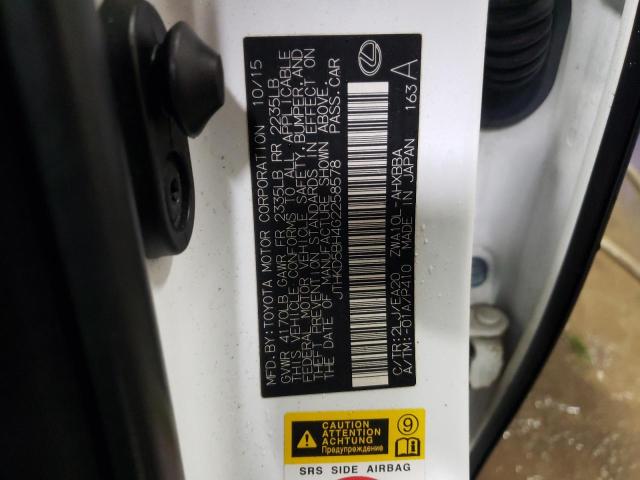 MFD.BY:TOYOTA MOTOR CORPORATION 10/15
GVWR 4170LB GAWR FR 2335LB RR 2235LB
THIS VEHICLE CONFORMS TO ALL APPLICABLE
FEDERAL MOTOR VEHICLE SAFETY, BUMPER, AND
THEFT PREVENTION STANDARDS IN EFFECT ON
THE DATE OF MANUFACTURE SHOWN ABOVE.
JTHKD5BH4G2258578 PASS.CAR
C/TR:2LJ/EA20 ZWA10L-AHXBBA
A/TM:-01A/P410 MADE IN JAPAN 163 A
CAUTION
ATTENTION
ACHTUNG
Предупреждение
9
SRS SIDE AIRBAG